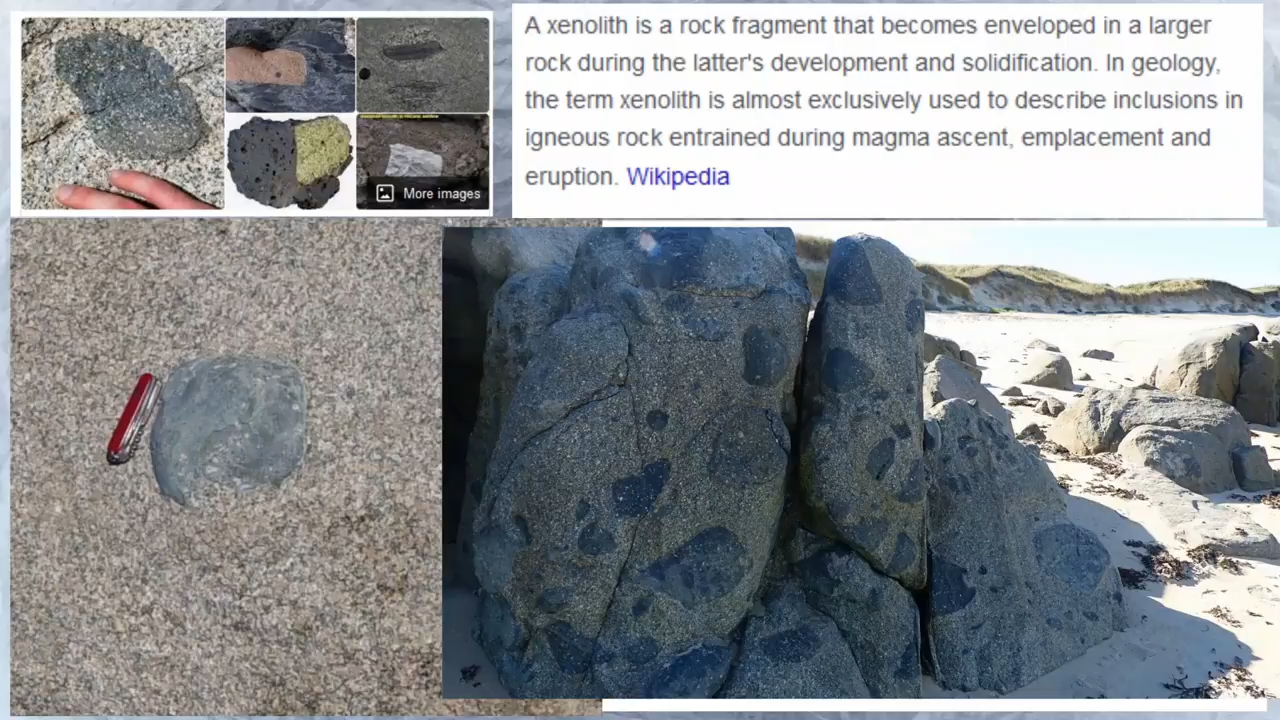 A xenolith is a rock fragment that becomes enveloped in a larger
rock during the latter's development and solidification. In geology,
the term xenolith is almost exclusively used to describe inclusions in
igneous rock entrained during magma ascent, emplacement and
eruption. Wikipedia
More images